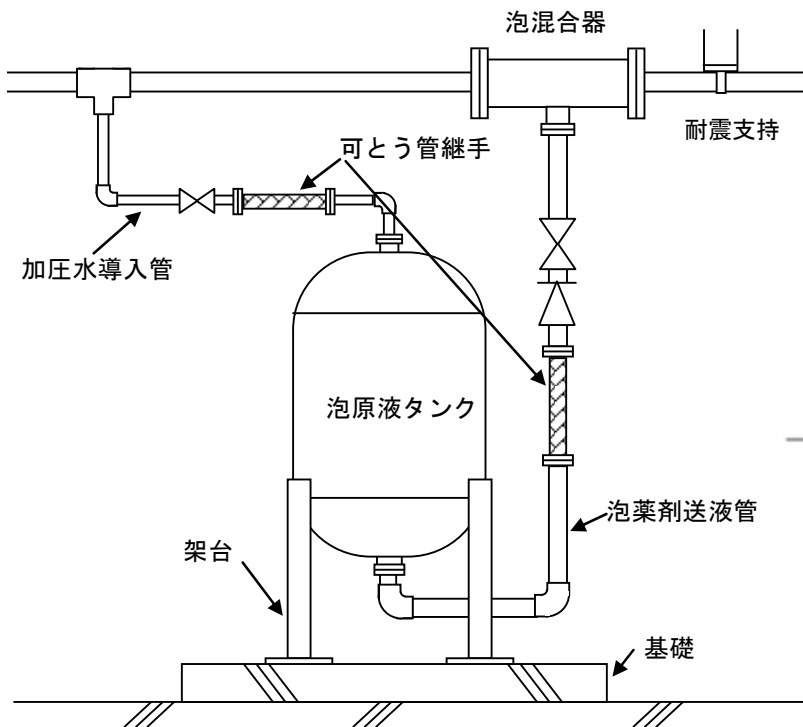 泡混合器
耐震支持
可とう管継手
加圧水導入管
泡原液タンク
泡薬剤送液管
架台
基礎